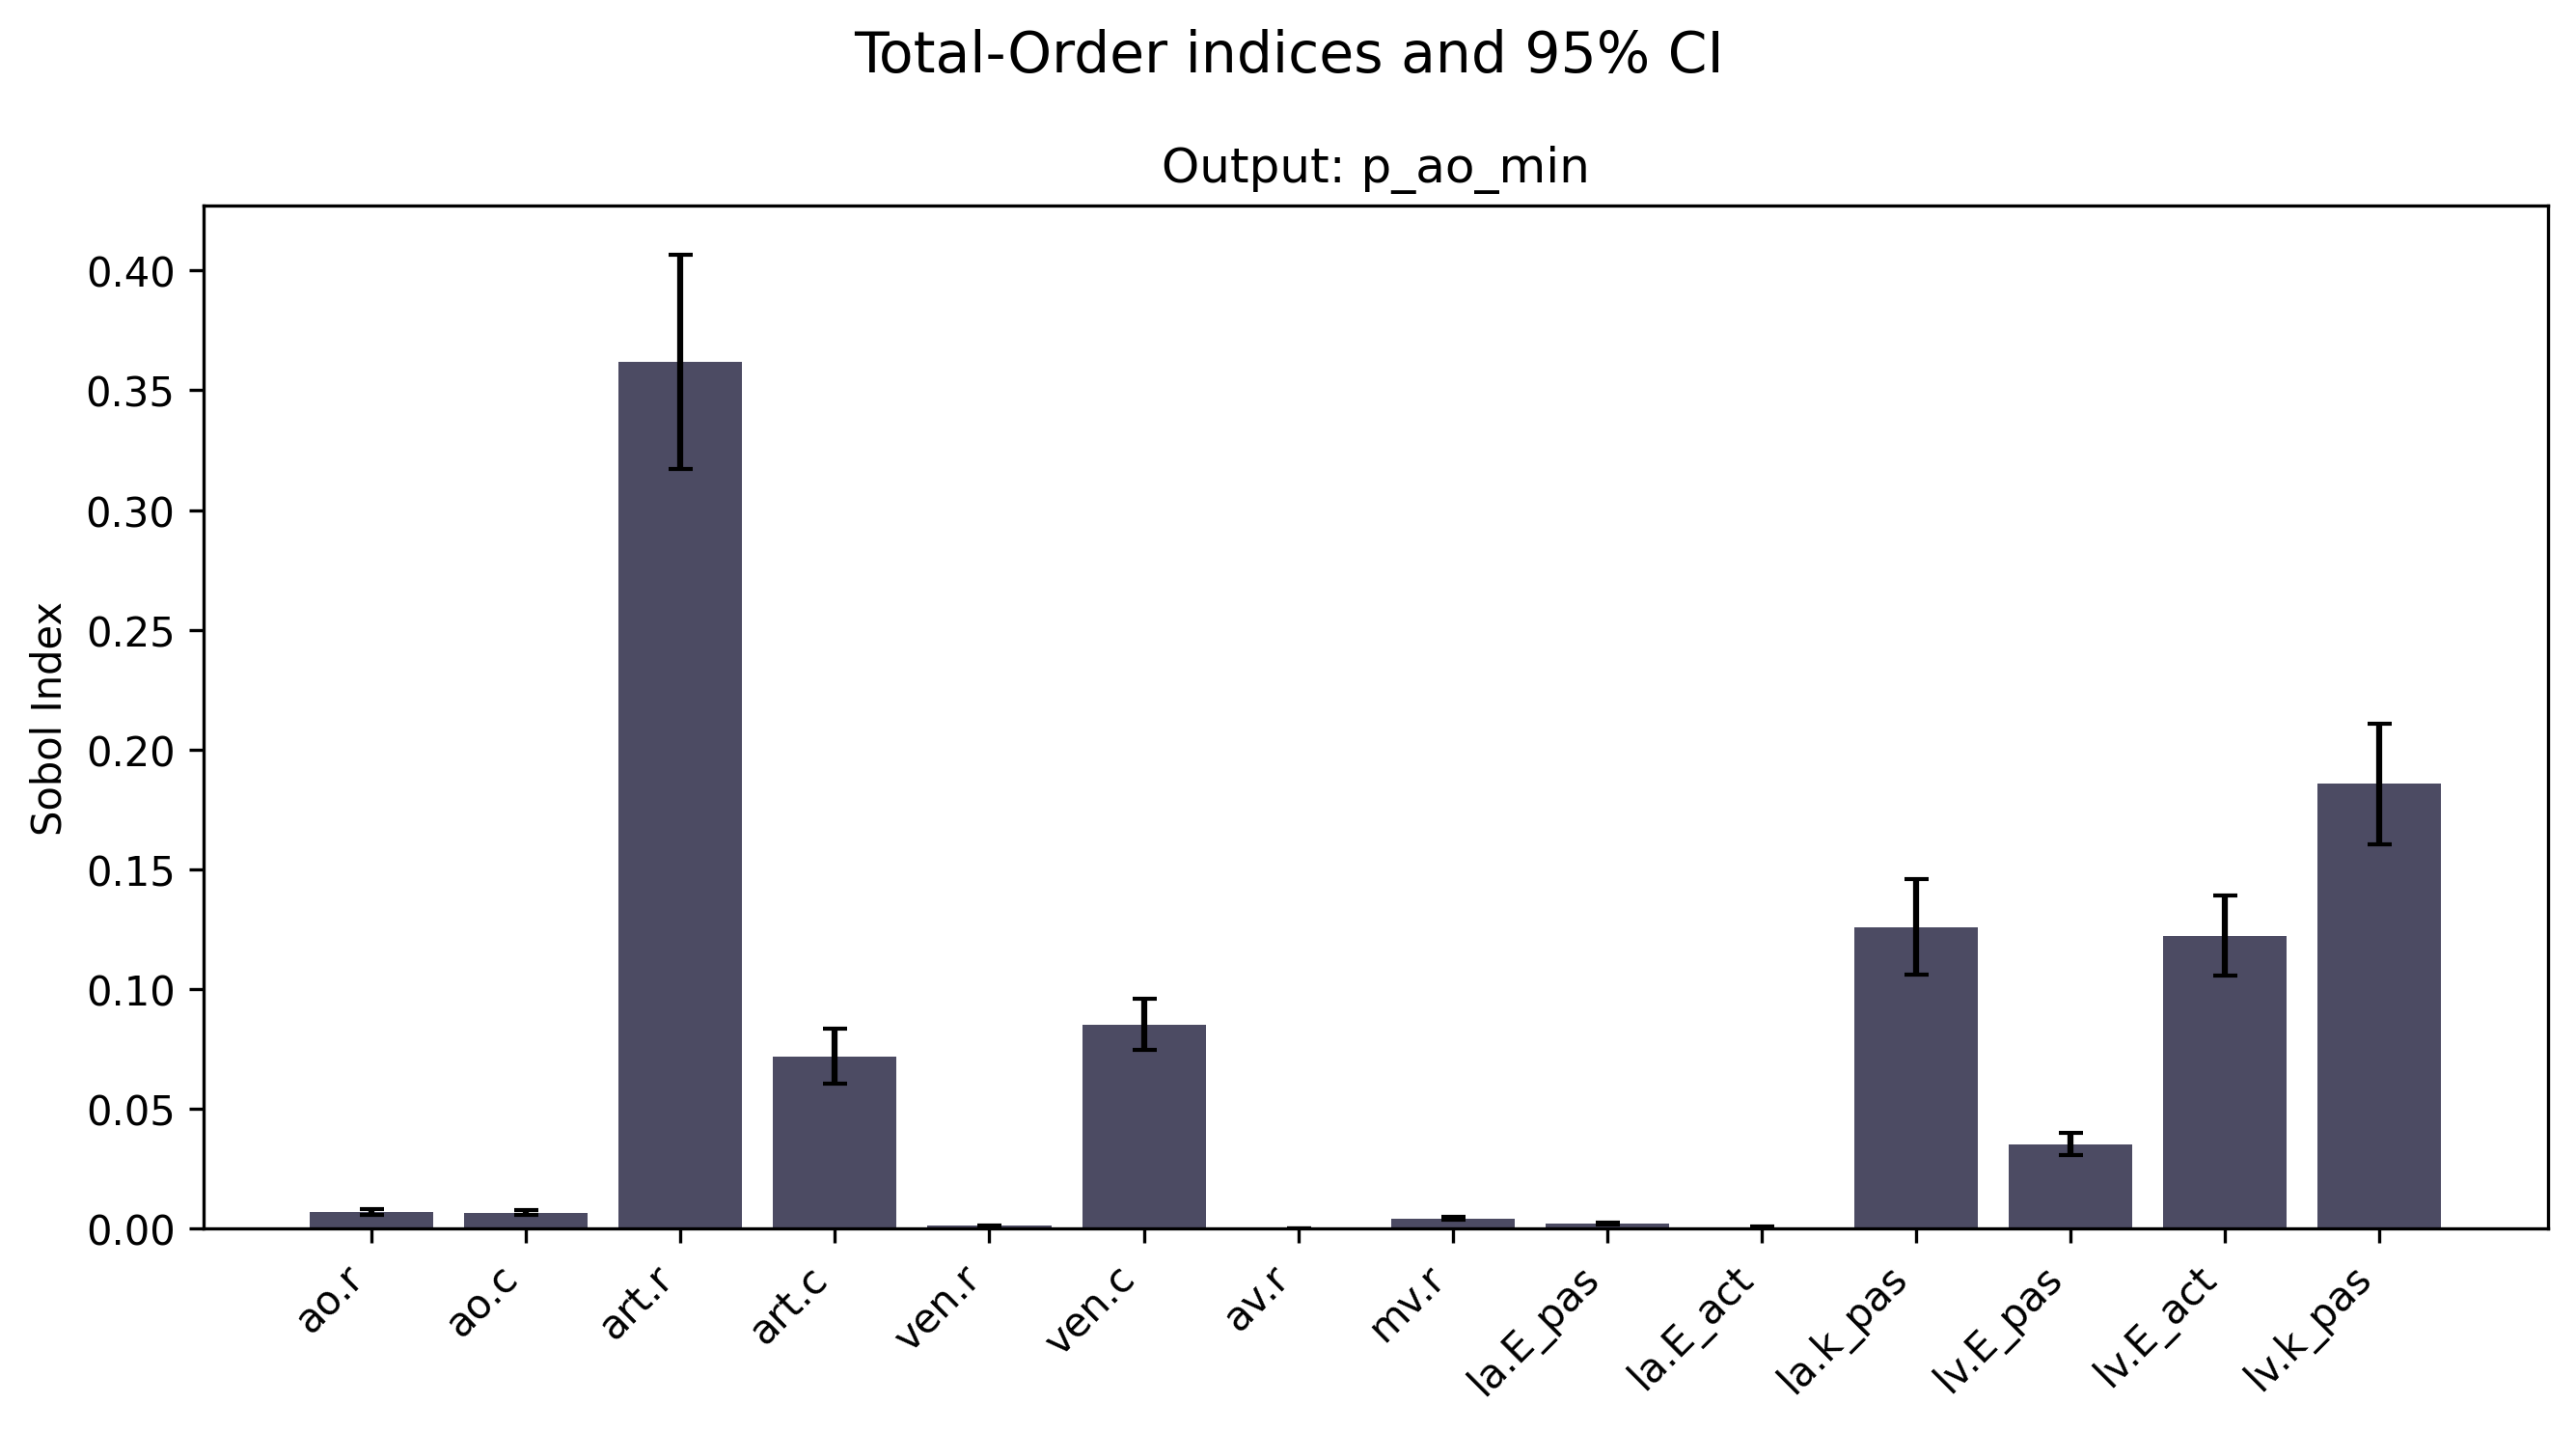 Total-Order indices and 95% CI
Output: p_ao_min
Sobol Index
0.40
0.35
0.30
0.25
0.20
0.15
0.10
0.05
0.00
ao.r
ao.c
art.r
art.c
ven.r
ven.c
av.r
mv.r
la.E_pas
la.E_act
la.k_pas
lv.E_pas
lv.E_act
lv.k_pas